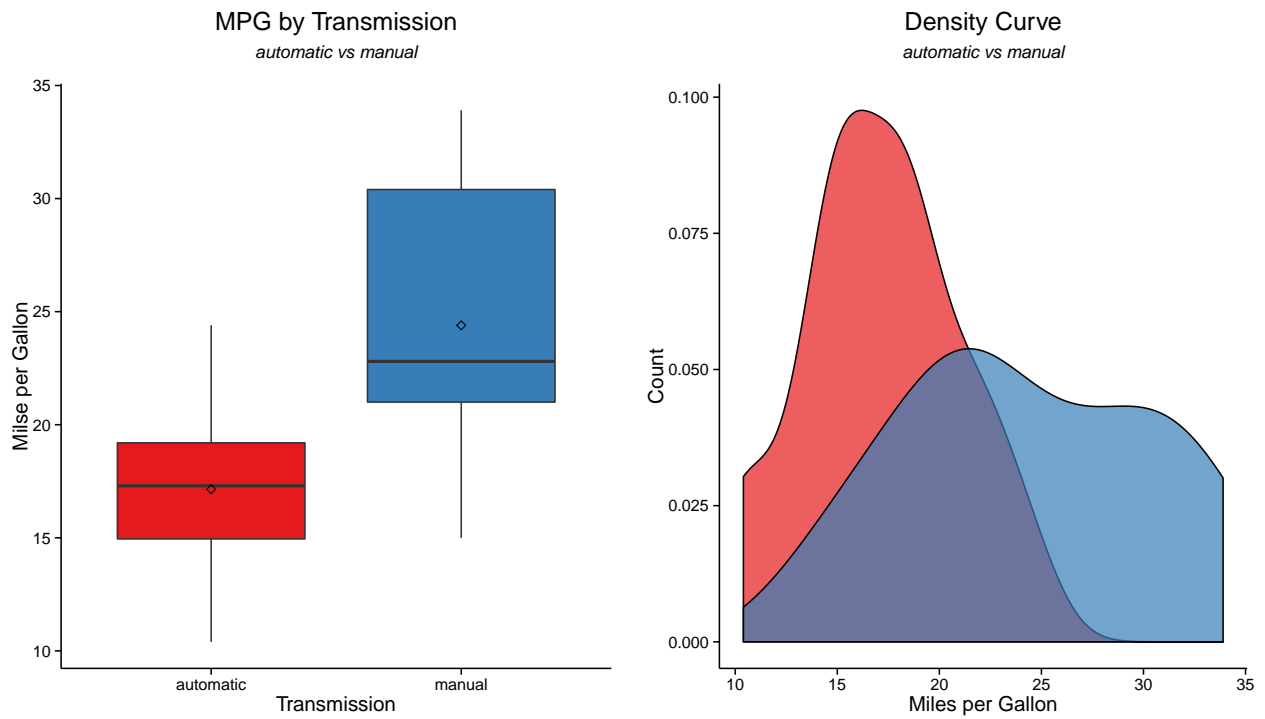 MPG by Transmission
automatic vs manual
Milse per Gallon
35
30
25
20
15
10
automatic
manual
Transmission
Density Curve
automatic vs manual
Count
0.100
0.075
0.050
0.025
0.000
10
15
20
25
30
35
Miles per Gallon